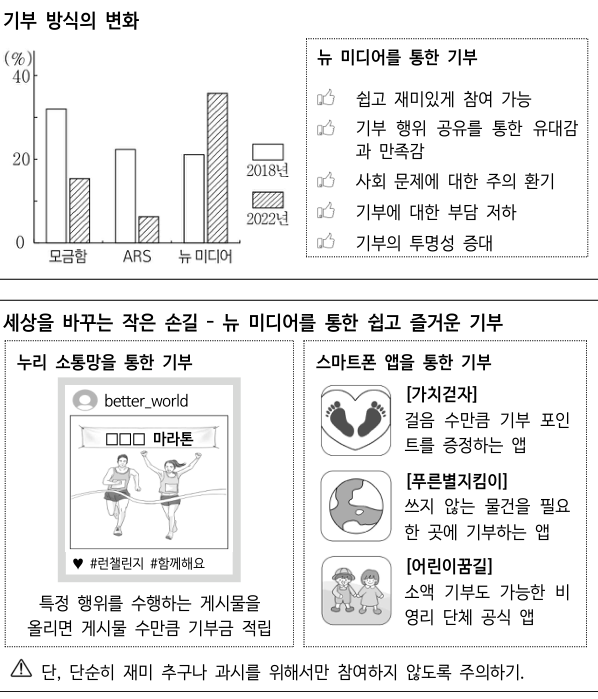 기부 방식의 변화
(%)
40
20
0
모금함 ARS 뉴 미디어
2018년
2022년
뉴 미디어를 통한 기부
쉽고 재미있게 참여 가능
기부 행위 공유를 통한 유대감
과 만족감
사회 문제에 대한 주의 환기
기부에 대한 부담 저하
기부의 투명성 증대
세상을 바꾸는 작은 손길 - 뉴 미디어를 통한 쉽고 즐거운 기부
누리 소통망을 통한 기부
better_world
□□□ 마라톤
♥ #런챌린지 #함께해요
특정 행위를 수행하는 게시물을
올리면 게시물 수만큼 기부금 적립
스마트폰 앱을 통한 기부
[가치걷자]
걸음 수만큼 기부 포인
트를 증정하는 앱
[푸른별지킴이]
쓰지 않는 물건을 필요
한 곳에 기부하는 앱
[어린이꿈길]
소액 기부도 가능한 비
영리 단체 공식 앱
⚠ 단, 단순히 재미 추구나 과시를 위해서만 참여하지 않도록 주의하기.